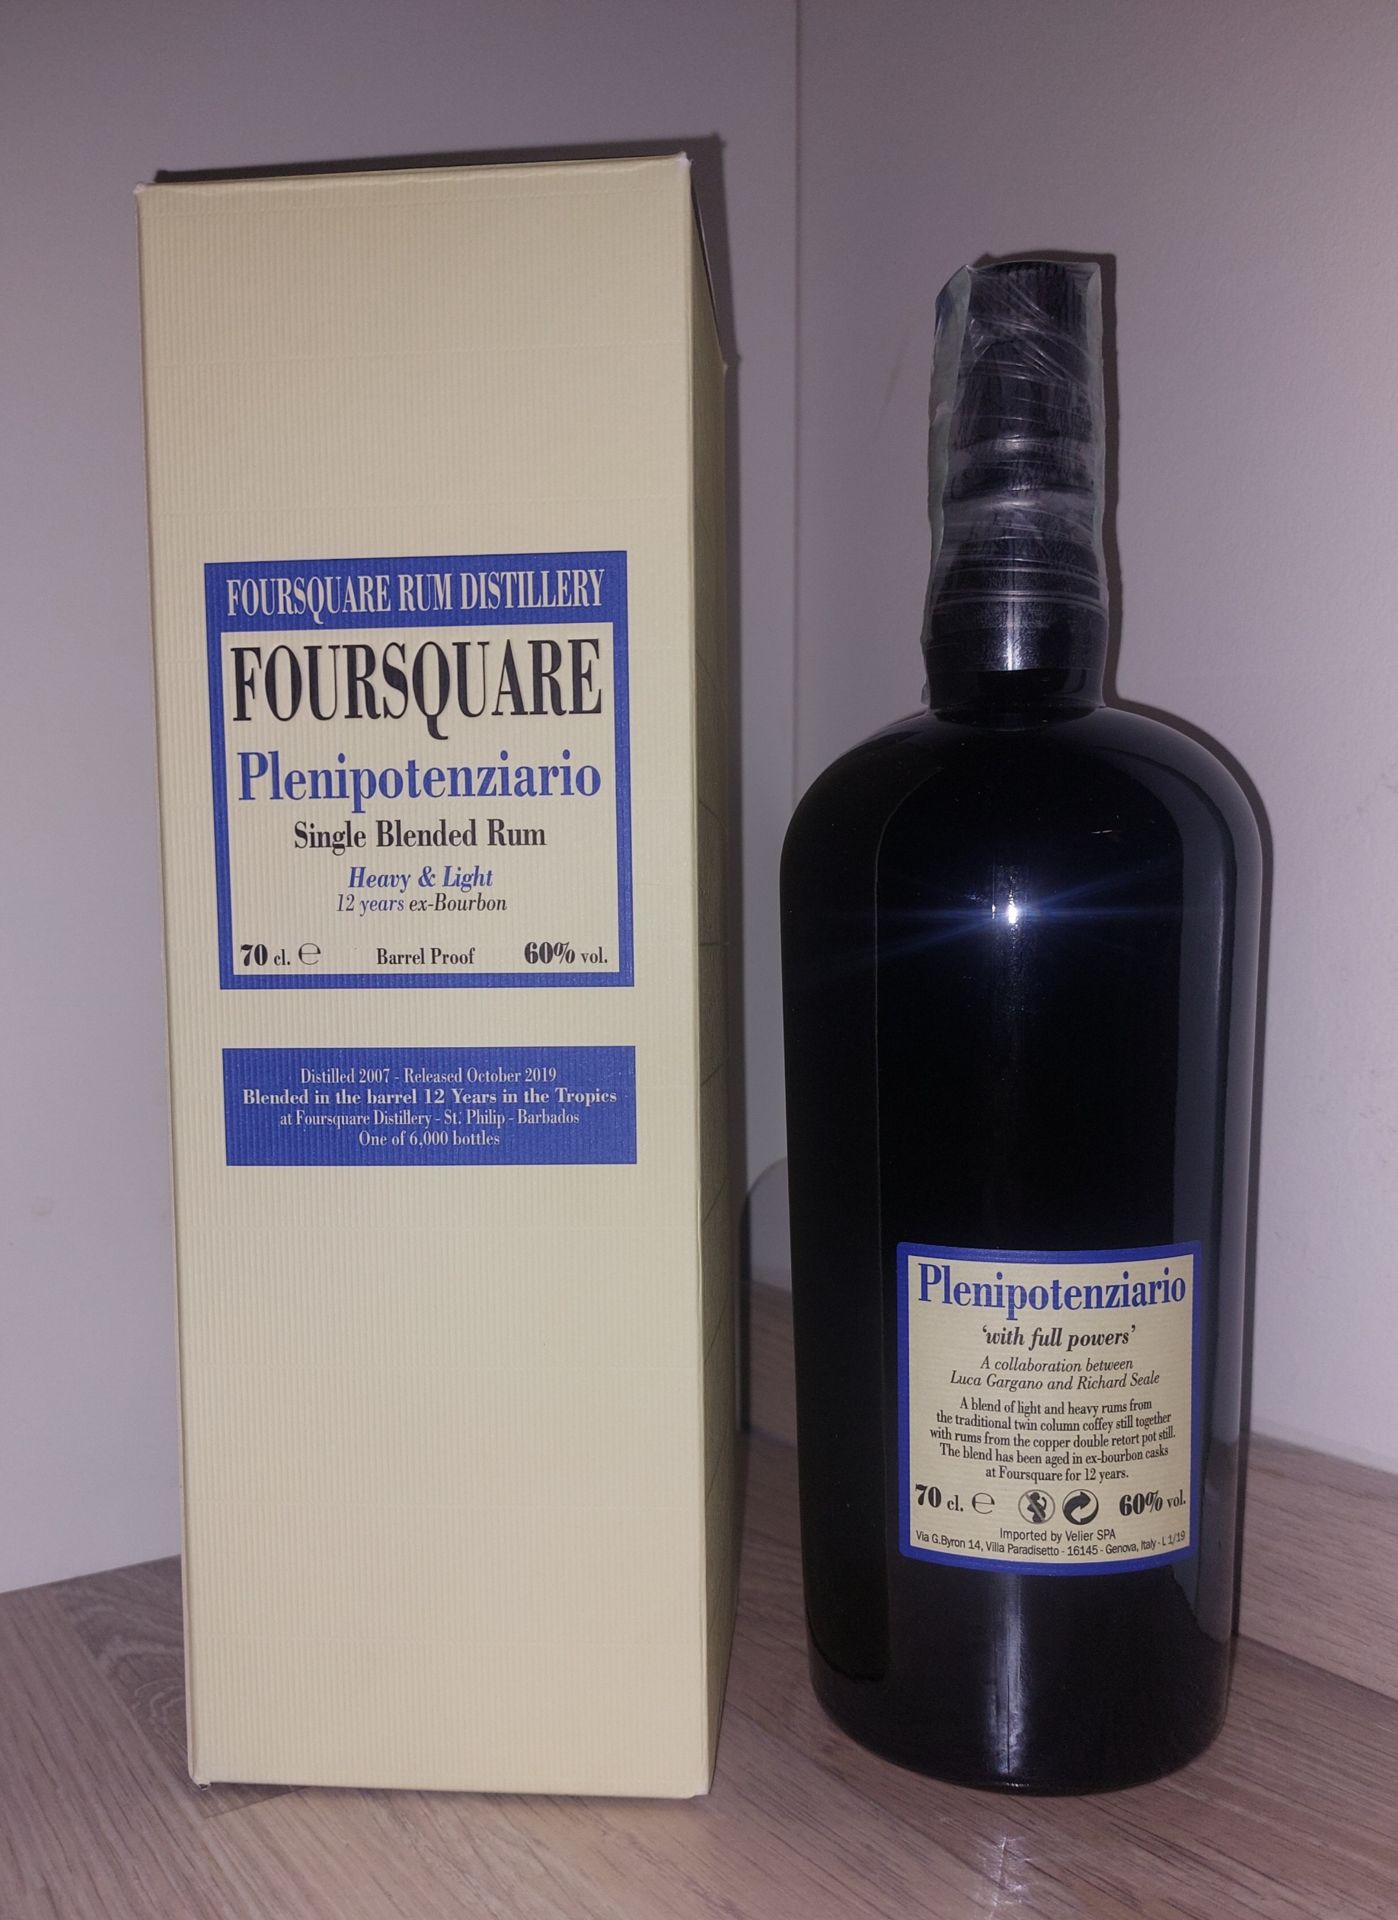 FOURSQUARE RUM DISTILLERY
FOURSQUARE
Plenipotenziario
Single Blended Rum
Heavy & Light
12 years ex-Bourbon
70 cl. ℮ Barrel Proof 60% vol.
Distilled 2007 - Released October 2019
Blended in the barrel 12 Years in the Tropics
at Foursquare Distillery - St. Philip - Barbados
One of 6,000 bottles
Plenipotenziario
'with full powers'
A collaboration between
Luca Gargano and Richard Seale
A blend of light and heavy rums from
the traditional twin column coffey still together
with rums from the copper double retort pot still.
The blend has been aged in ex-bourbon casks
at Foursquare for 12 years.
70 cl. ℮ 60% vol.
Imported by Velier SPA
Via G.Byron 14, Villa Paradisetto - 16145 - Genova, Italy - L 1/19